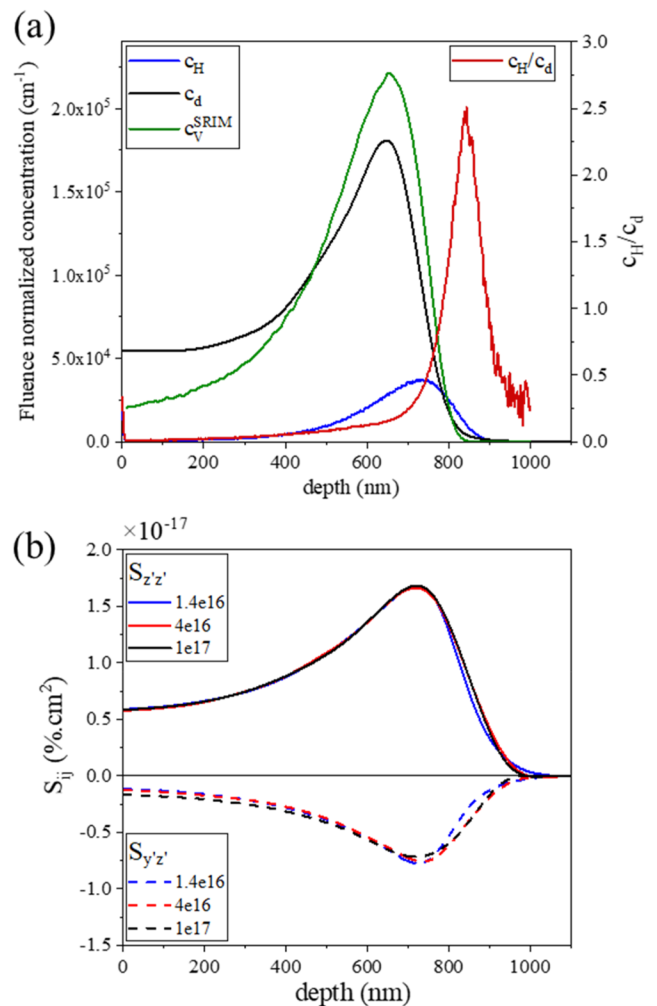 (a)
c_H
c_d
c_V^SRIM
c_H/c_d
Fluence normalized concentration (cm⁻¹)
2.0x10⁵
1.5x10⁵
1.0x10⁵
5.0x10⁴
0.0
3.0
2.5
2.0
1.5
1.0
0.5
0.0
c_H/c_d
0 200 400 600 800 1000
depth (nm)
(b)
×10⁻¹⁷
S_z'z'
1.4e16
4e16
1e17
S_ij (%.cm²)
2.0
1.5
1.0
0.5
0.0
-0.5
-1.0
-1.5
S_y'z'
1.4e16
4e16
1e17
0 200 400 600 800 1000
depth (nm)